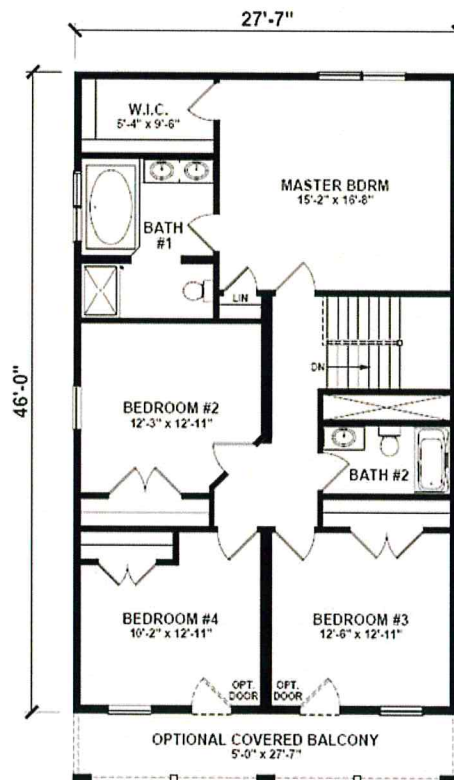 27'-7"
46'-0"
W.I.C.
5'-4" x 9'-6"
MASTER BDRM
15'-2" x 16'-8"
BATH
#1
LIN
DN
BEDROOM #2
12'-3" x 12'-11"
BATH #2
BEDROOM #4
10'-2" x 12'-11"
BEDROOM #3
12'-6" x 12'-11"
OPT.
DOOR
OPT.
DOOR
OPTIONAL COVERED BALCONY
5'-0" x 27'-7"